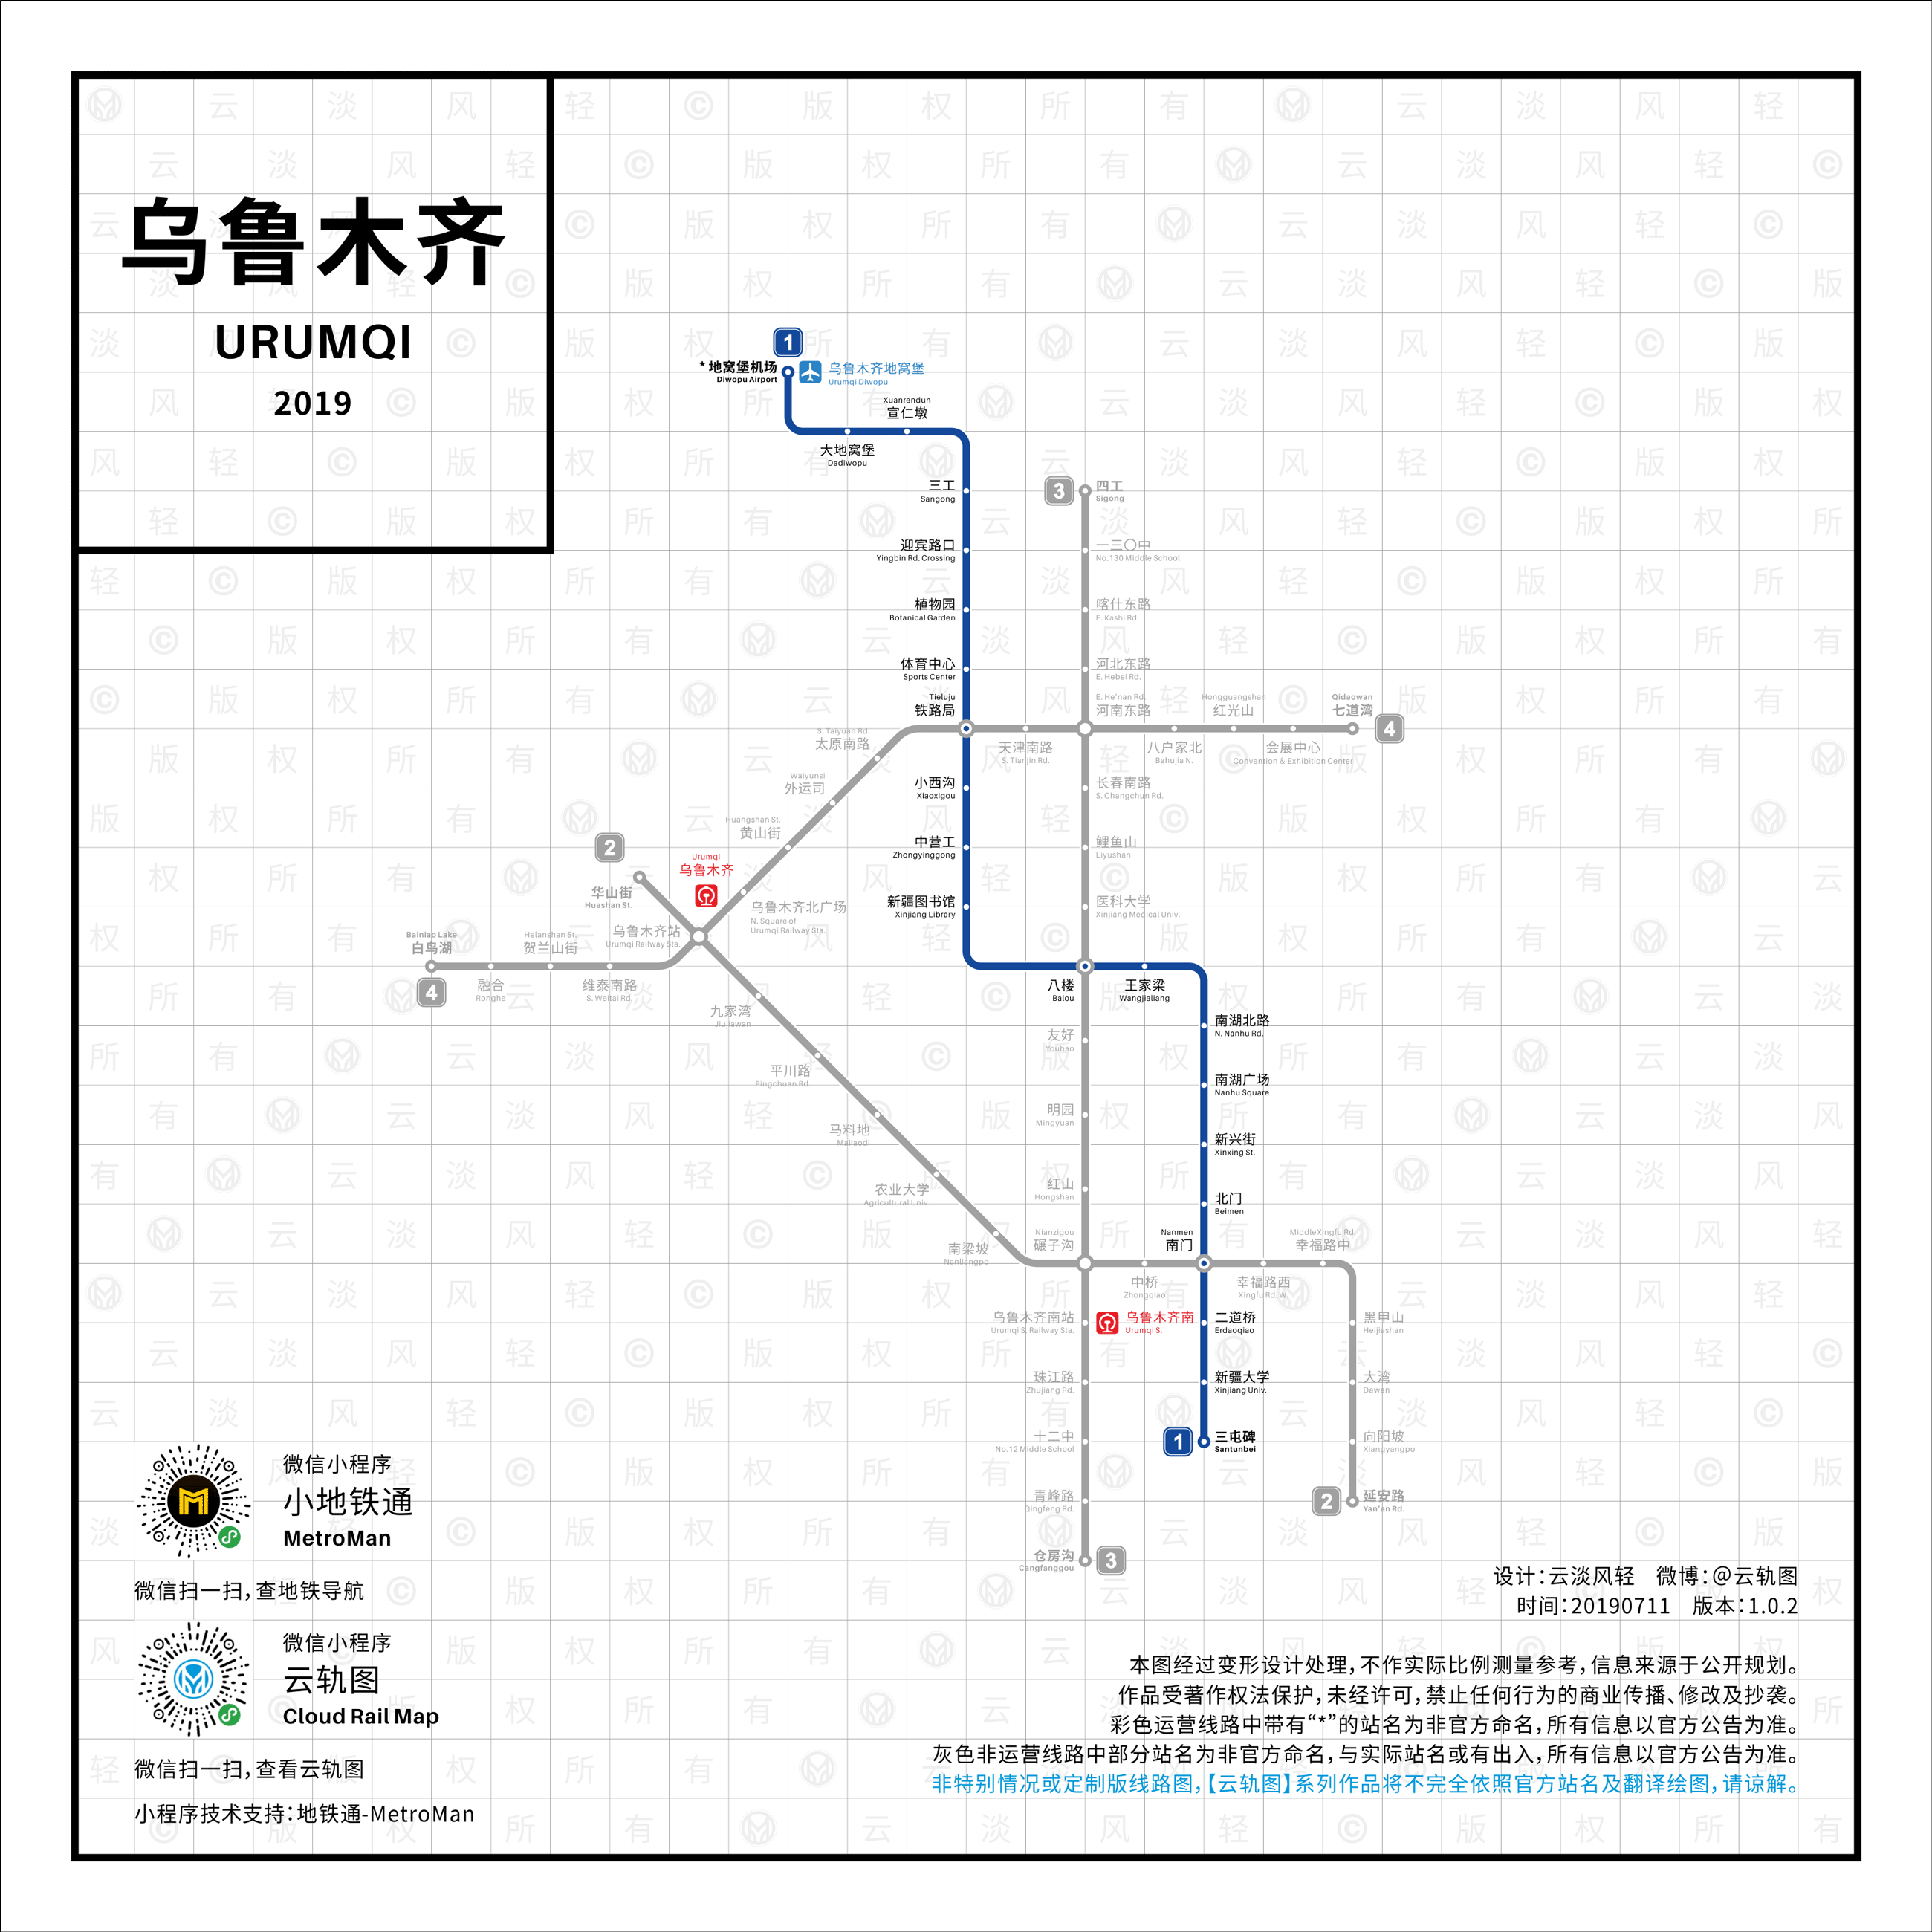 乌鲁木齐
URUMQI
2019
1
* 地窝堡机场
Diwopu Airport
乌鲁木齐地窝堡
Urumqi Diwopu
Xuanrendun
宣仁墩
大地窝堡
Dadiwopu
三工
Sangong
3
四工
Sigong
迎宾路口
Yingbin Rd. Crossing
一三〇中
No.130 Middle School
植物园
Botanical Garden
喀什东路
E. Kashi Rd.
体育中心
Sports Center
河北东路
E. Hebei Rd.
Tieluju
铁路局
E. He'nan Rd.
河南东路
Hongguangshan
红光山
Qidaowan
七道湾
4
S. Taiyuan Rd.
太原南路
天津南路
S. Tianjin Rd.
八户家北
Bahujia N.
会展中心
Convention & Exhibition Center
Waiyunsi
外运司
小西沟
Xiaoxigou
长春南路
S. Changchun Rd.
Huangshan St.
黄山街
中营工
Zhongyinggong
鲤鱼山
Liyushan
2
华山街
Huashan St.
Urumqi
乌鲁木齐
乌鲁木齐北广场
N. Square of
Urumqi Railway Sta.
新疆图书馆
Xinjiang Library
医科大学
Xinjiang Medical Univ.
Bainiao Lake
白鸟湖
Helanshan St.
贺兰山街
乌鲁木齐站
Urumqi Railway Sta.
4
融合
Ronghe
维泰南路
S. Weitai Rd.
八楼
Balou
王家梁
Wangjialiang
九家湾
Jiujiawan
南湖北路
N. Nanhu Rd.
友好
Youhao
平川路
Pingchuan Rd.
南湖广场
Nanhu Square
马料地
Maliaodi
明园
Mingyuan
新兴街
Xinxing St.
农业大学
Agricultural Univ.
红山
Hongshan
北门
Beimen
南梁坡
Nanliangpo
Nianzigou
碾子沟
Nanmen
南门
MiddleXingfu Rd.
幸福路中
中桥
Zhongqiao
幸福路西
Xingfu Rd. W.
乌鲁木齐南站
Urumqi S. Railway Sta.
乌鲁木齐南
Urumqi S.
二道桥
Erdaoqiao
黑甲山
Heijiashan
珠江路
Zhujiang Rd.
新疆大学
Xinjiang Univ.
大湾
Dawan
十二中
No.12 Middle School
1
三屯碑
Santunbei
向阳坡
Xiangyangpo
青峰路
Qingfeng Rd.
2
延安路
Yan'an Rd.
仓房沟
Cangfanggou
3
微信小程序
小地铁通
MetroMan
微信扫一扫,查地铁导航
微信小程序
云轨图
Cloud Rail Map
微信扫一扫,查看云轨图
小程序技术支持:地铁通-MetroMan
设计:云淡风轻 微博:@云轨图
时间:20190711 版本:1.0.2
本图经过变形设计处理,不作实际比例测量参考,信息来源于公开规划。
作品受著作权法保护,未经许可,禁止任何行为的商业传播、修改及抄袭。
彩色运营线路中带有“*”的站名为非官方命名,所有信息以官方公告为准。
灰色非运营线路中部分站名为非官方命名,与实际站名或有出入,所有信息以官方公告为准。
非特别情况或定制版线路图,【云轨图】系列作品将不完全依照官方站名及翻译绘图,请谅解。
云淡风轻©版权所有